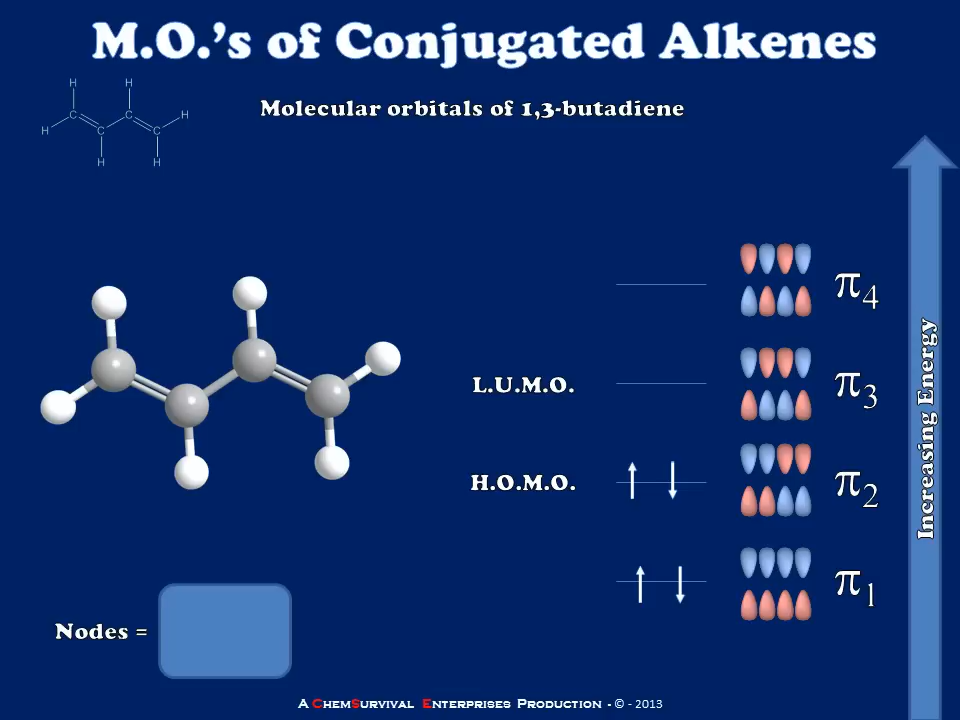 M.O.'s of Conjugated Alkenes
Molecular orbitals of 1,3-butadiene
H H
C C H
H C C
H H
π4
L.U.M.O. π3
H.O.M.O. π2
π1
Increasing Energy
Nodes =
A ChemSurvival Enterprises Production - © - 2013